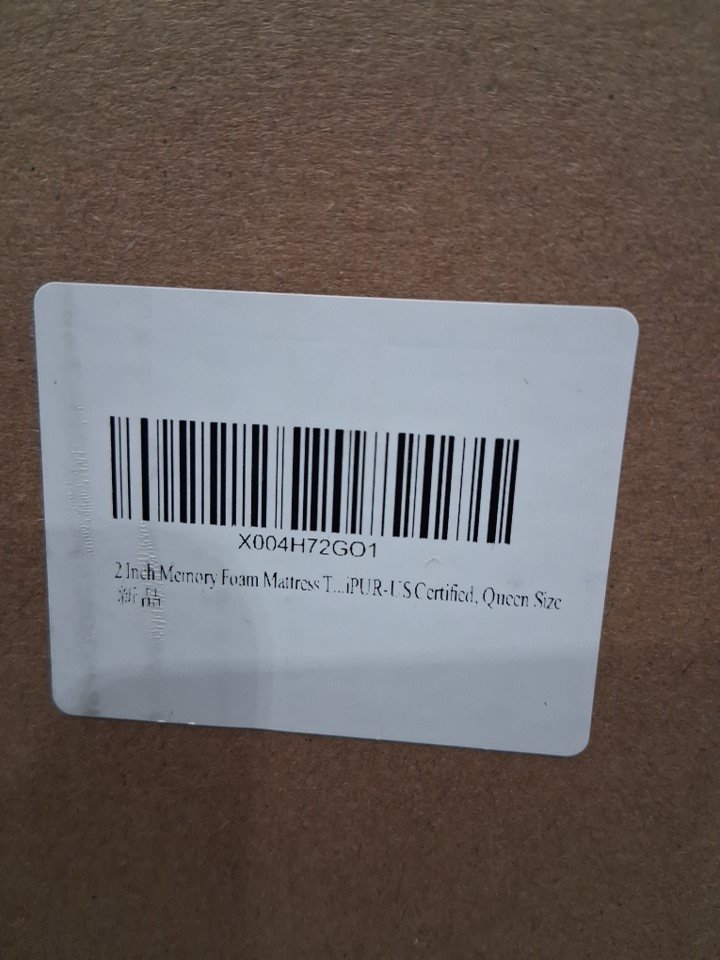 X004H72GO1
2 Inch Memory Foam Mattress T...iPUR-US Certified, Queen Size
新品